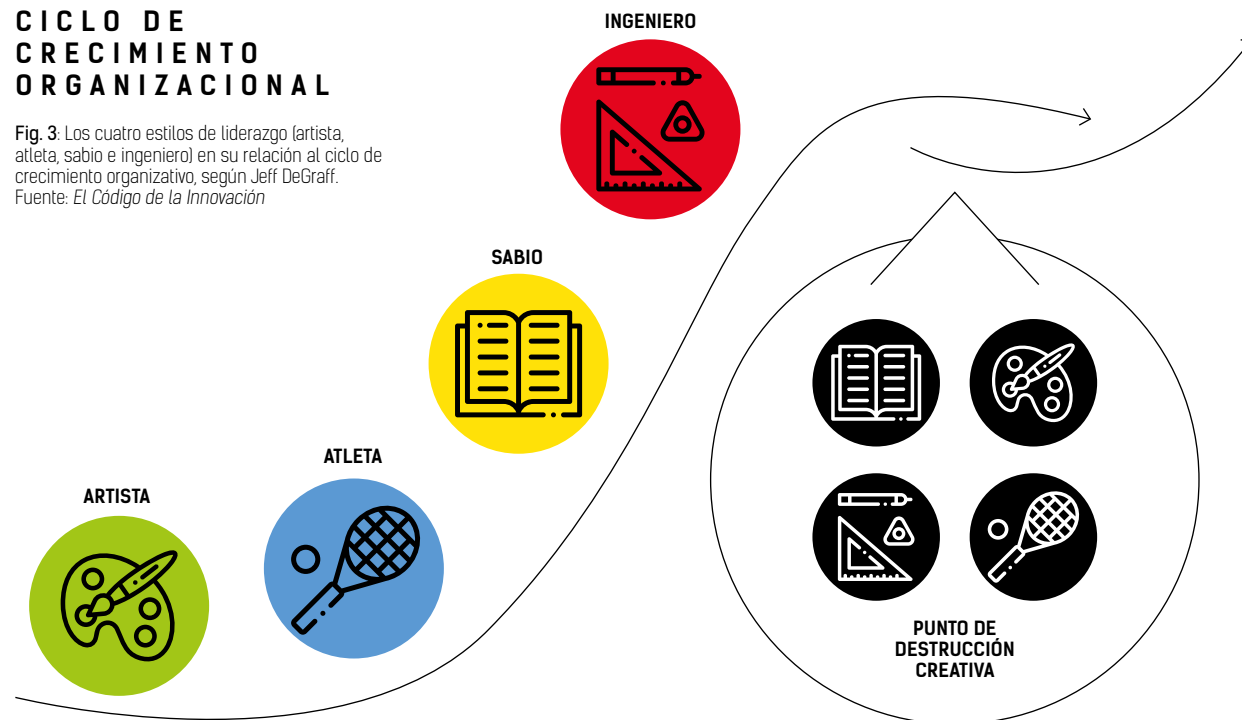 CICLO DE
CRECIMIENTO
ORGANIZACIONAL
Fig. 3: Los cuatro estilos de liderazgo (artista,
atleta, sabio e ingeniero) en su relación al ciclo de
crecimiento organizativo, según Jeff DeGraff.
Fuente: El Código de la Innovación
INGENIERO
SABIO
ATLETA
ARTISTA
PUNTO DE
DESTRUCCIÓN
CREATIVA